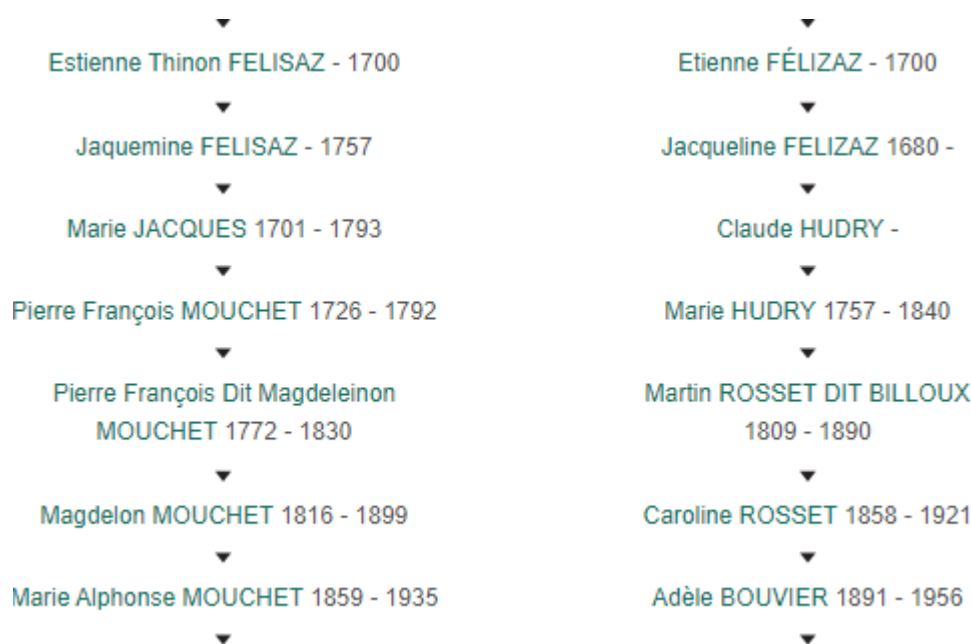 Estienne Thinon FELISAZ - 1700
Jaquemine FELISAZ - 1757
Marie JACQUES 1701 - 1793
Pierre François MOUCHET 1726 - 1792
Pierre François Dit Magdeleinon
MOUCHET 1772 - 1830
Magdelon MOUCHET 1816 - 1899
Marie Alphonse MOUCHET 1859 - 1935
Etienne FÉLIZAZ - 1700
Jacqueline FELIZAZ 1680 -
Claude HUDRY -
Marie HUDRY 1757 - 1840
Martin ROSSET DIT BILLOUX
1809 - 1890
Caroline ROSSET 1858 - 1921
Adèle BOUVIER 1891 - 1956